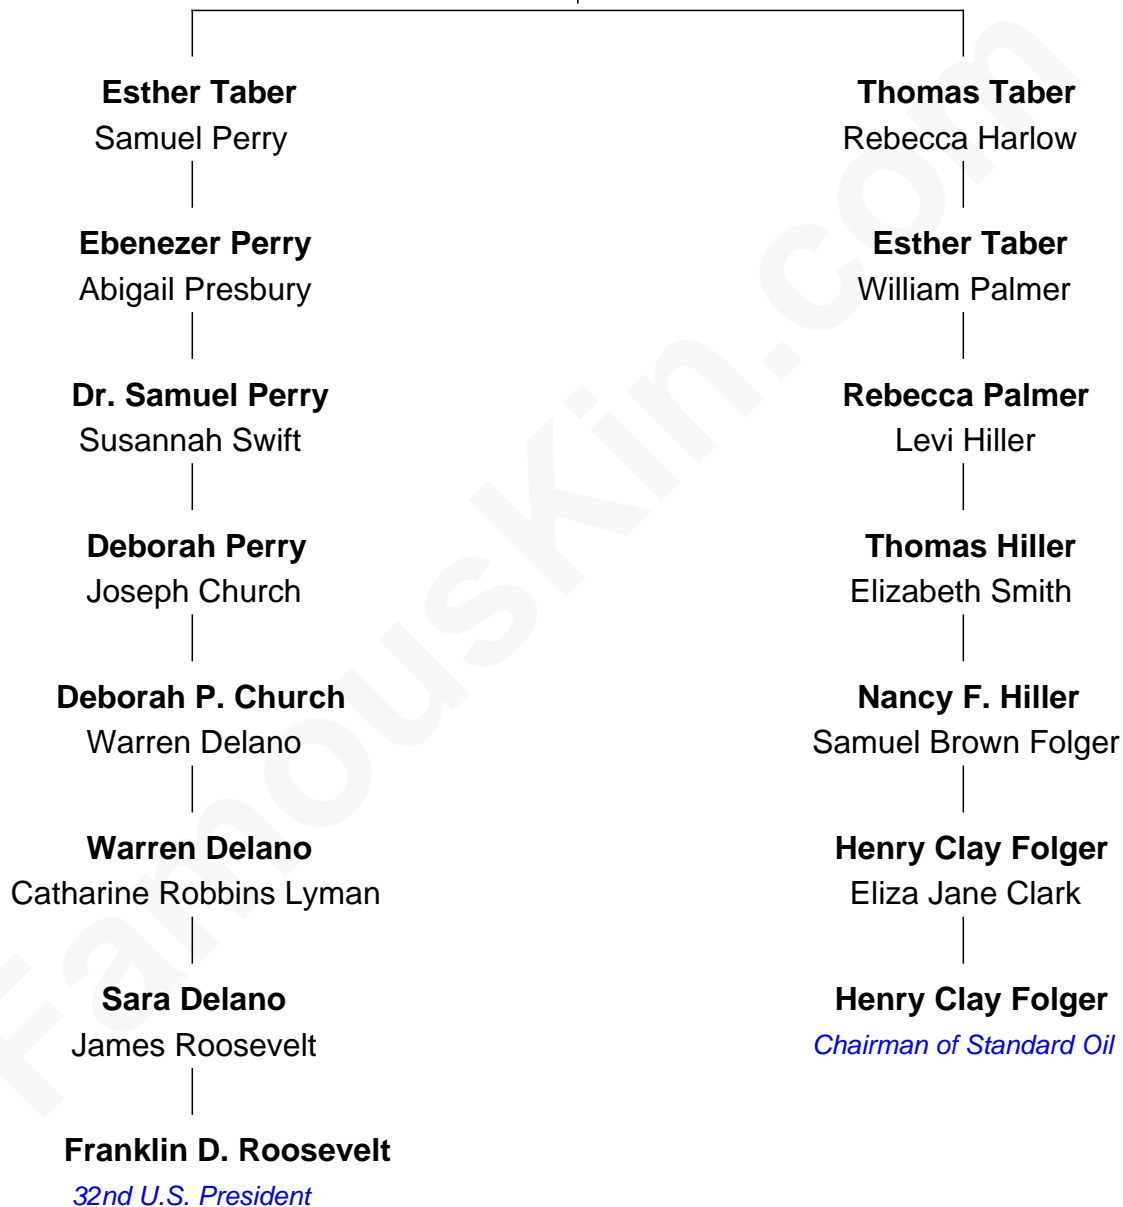 Esther Taber
Samuel Perry
Ebenezer Perry
Abigail Presbury
Dr. Samuel Perry
Susannah Swift
Deborah Perry
Joseph Church
Deborah P. Church
Warren Delano
Warren Delano
Catharine Robbins Lyman
Sara Delano
James Roosevelt
Franklin D. Roosevelt
32nd U.S. President
Thomas Taber
Rebecca Harlow
Esther Taber
William Palmer
Rebecca Palmer
Levi Hiller
Thomas Hiller
Elizabeth Smith
Nancy F. Hiller
Samuel Brown Folger
Henry Clay Folger
Eliza Jane Clark
Henry Clay Folger
Chairman of Standard Oil
FamousKin.com